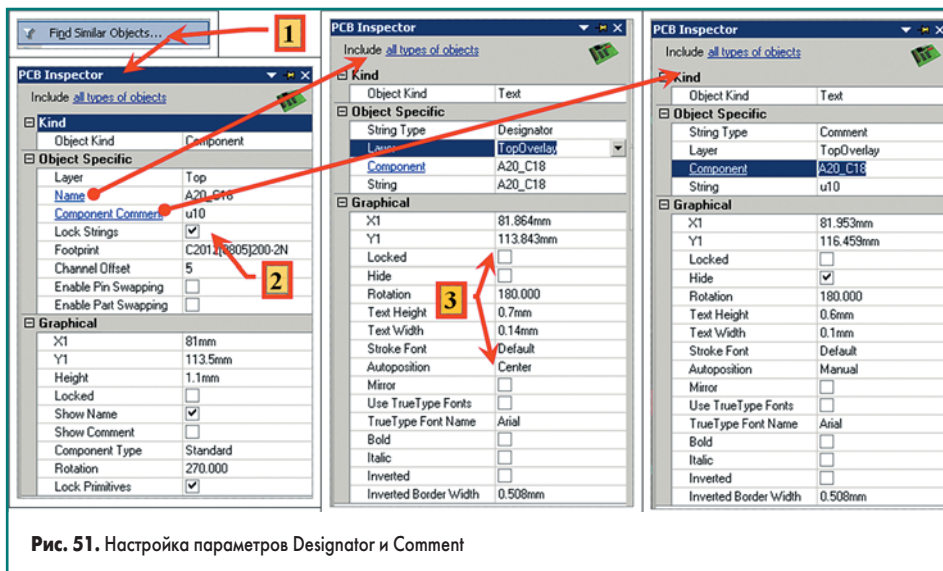 Find Similar Objects...
1
PCB Inspector
Include all types of objects
Kind
Object Kind Component
Object Specific
Layer Top
Name A20_C18
Component Comment u10
Lock Strings
Footprint C2012[0805]200-2N
Channel Offset 5
Enable Pin Swapping
Enable Part Swapping
2
Graphical
X1 81mm
Y1 113.5mm
Height 1.1mm
Locked
Show Name
Show Comment
Component Type Standard
Rotation 270.000
Lock Primitives
PCB Inspector
Include all types of objects
Kind
Object Kind Text
Object Specific
String Type Designator
Layer TopOverlay
Component A20_C18
String A20_C18
Graphical
X1 81.864mm
Y1 113.843mm
Locked
Hide
Rotation 180.000
3
Text Height 0.7mm
Text Width 0.14mm
Stroke Font Default
Autoposition Center
Mirror
Use TrueType Fonts
TrueType Font Name Arial
Bold
Italic
Inverted
Inverted Border Width 0.508mm
PCB Inspector
Include all types of objects
Kind
Object Kind Text
Object Specific
String Type Comment
Layer TopOverlay
Component A20_C18
String u10
Graphical
X1 81.953mm
Y1 116.459mm
Locked
Hide
Rotation 180.000
Text Height 0.6mm
Text Width 0.1mm
Stroke Font Default
Autoposition Manual
Mirror
Use TrueType Fonts
TrueType Font Name Arial
Bold
Italic
Inverted
Inverted Border Width 0.508mm
Рис. 51. Настройка параметров Designator и Comment